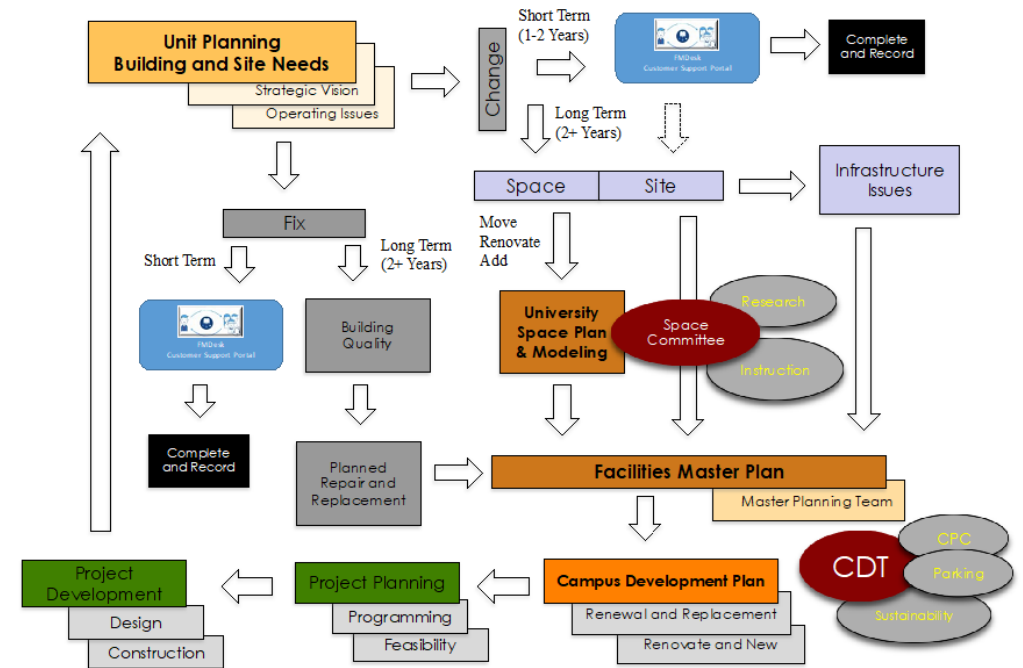 Unit Planning
Building and Site Needs
Strategic Vision
Operating Issues
Change
Short Term
(1-2 Years)
FMDesk
Customer Support Portal
Complete
and Record
Long Term
(2+ Years)
Space
Site
Infrastructure
Issues
Fix
Short Term
Long Term
(2+ Years)
Move
Renovate
Add
FMDesk
Customer Support Portal
Building
Quality
University
Space Plan
& Modeling
Space
Committee
Research
Instruction
Complete
and Record
Planned
Repair and
Replacement
Facilities Master Plan
Master Planning Team
Project
Development
Design
Construction
Project Planning
Programming
Feasibility
Campus Development Plan
Renewal and Replacement
Renovate and New
CDT
CPC
Parking
Sustainability